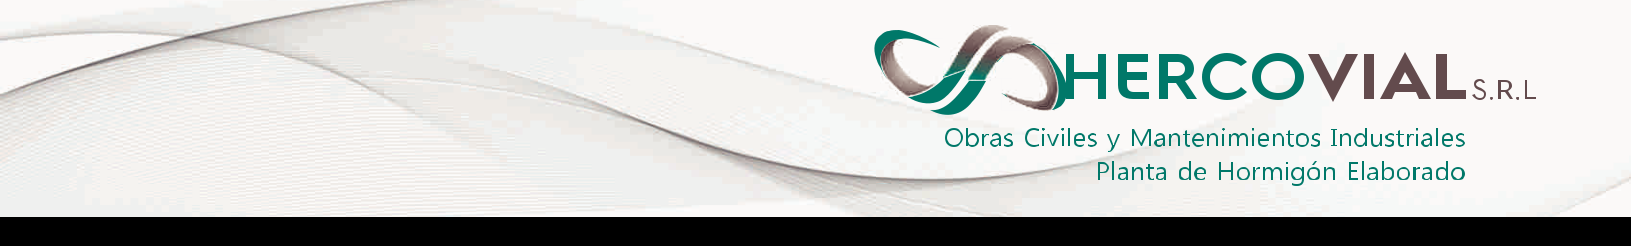 HERCOVIAL S.R.L
Obras Civiles y Mantenimientos Industriales
Planta de Hormigón Elaborado